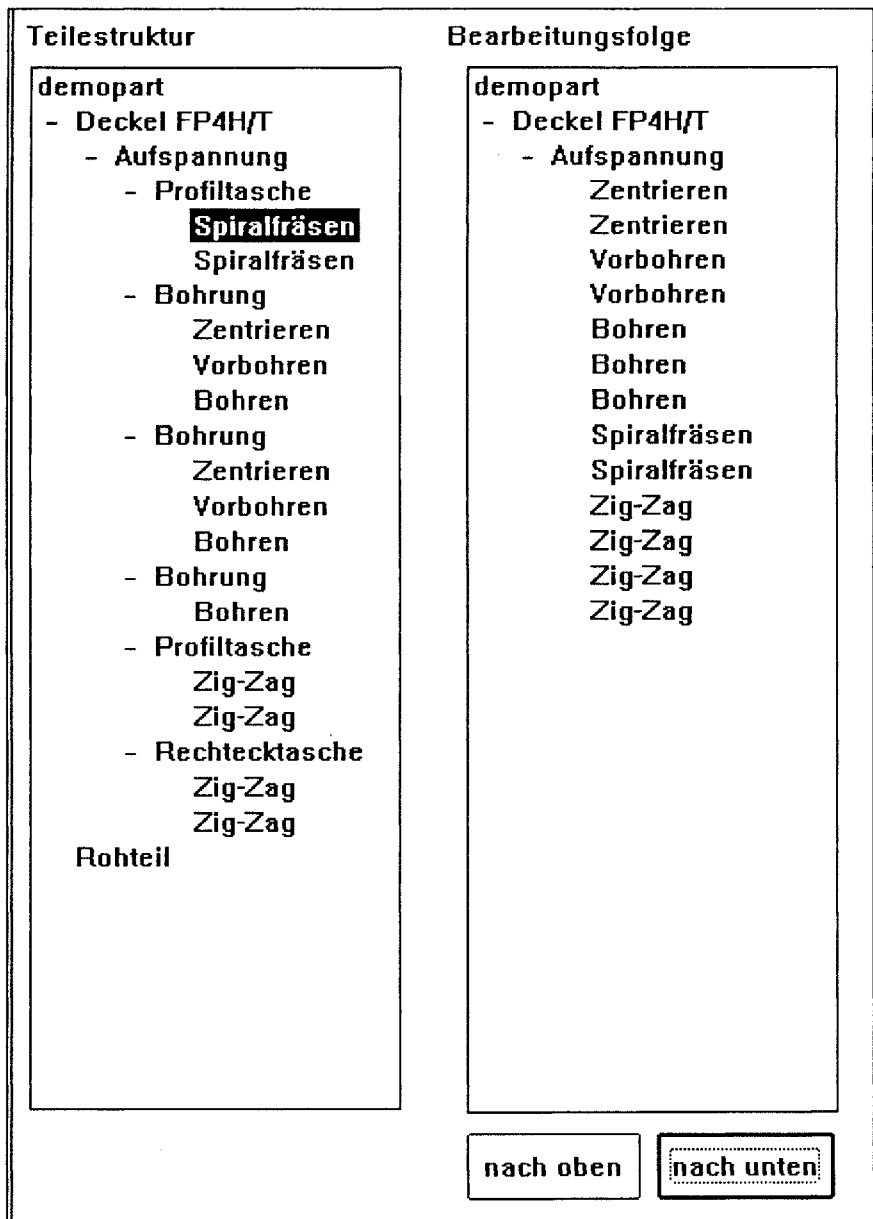 Teilestruktur
demopart
- Deckel FP4H/T
- Aufspannung
- Profiltasche
Spiralfräsen
Spiralfräsen
- Bohrung
Zentrieren
Vorbohren
Bohren
- Bohrung
Zentrieren
Vorbohren
Bohren
- Bohrung
Bohren
- Profiltasche
Zig-Zag
Zig-Zag
- Rechtecktasche
Zig-Zag
Zig-Zag
Rohteil
Bearbeitungsfolge
demopart
- Deckel FP4H/T
- Aufspannung
Zentrieren
Zentrieren
Vorbohren
Vorbohren
Bohren
Bohren
Bohren
Spiralfräsen
Spiralfräsen
Zig-Zag
Zig-Zag
Zig-Zag
Zig-Zag
nach oben
nach unten